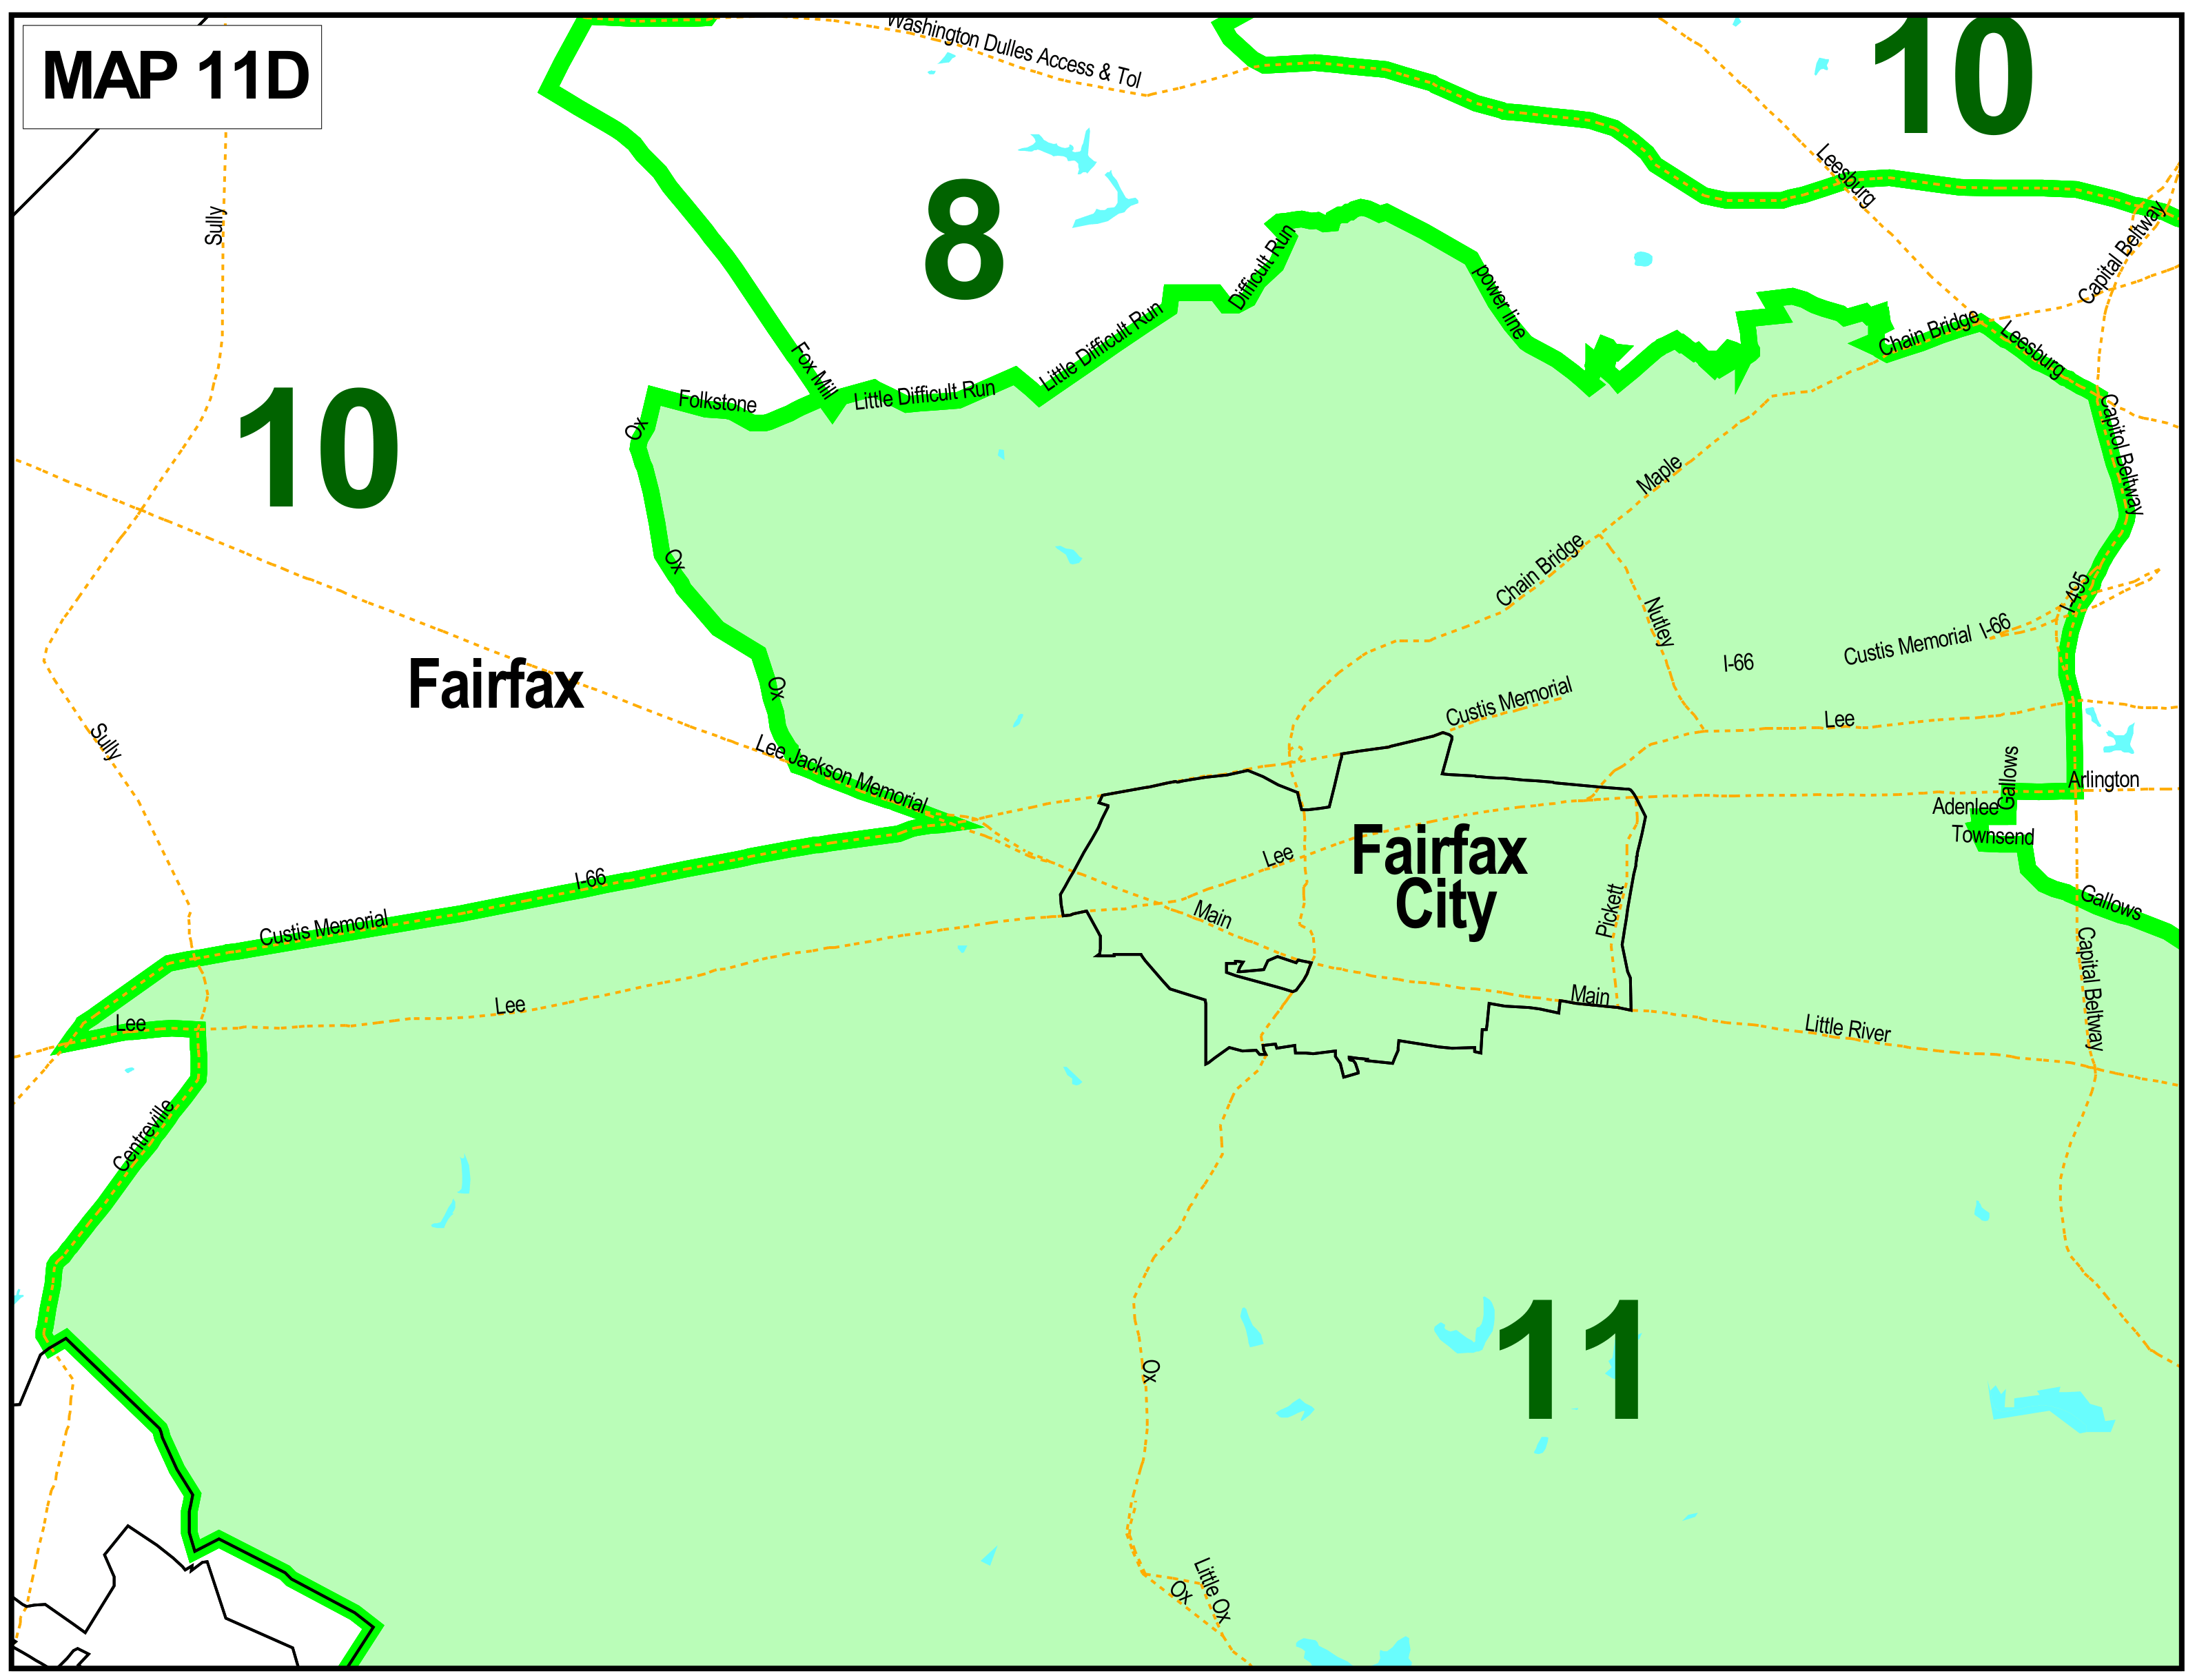 MAP 11D
Washington Dulles Access & Tol
10
Leesburg
Sully
8
Capital Beltway
Difficult Run
power line
Little Difficult Run
Chain Bridge
Leesburg
Fox Mill
Little Difficult Run
Folkstone
Ox
10
Capitol Beltway
Maple
Ox
Chain Bridge
Nutley
I-495
I-66
Custis Memorial
I-66
Fairfax
Ox
Custis Memorial
Lee
Sully
Lee Jackson Memorial
Gallows
Arlington
Adenlee
Townsend
Fairfax
City
Lee
I-66
Main
Pickett
Gallows
Custis Memorial
Capital Beltway
Lee
Lee
Main
Little River
Centreville
11
Ox
Ox
Little Ox